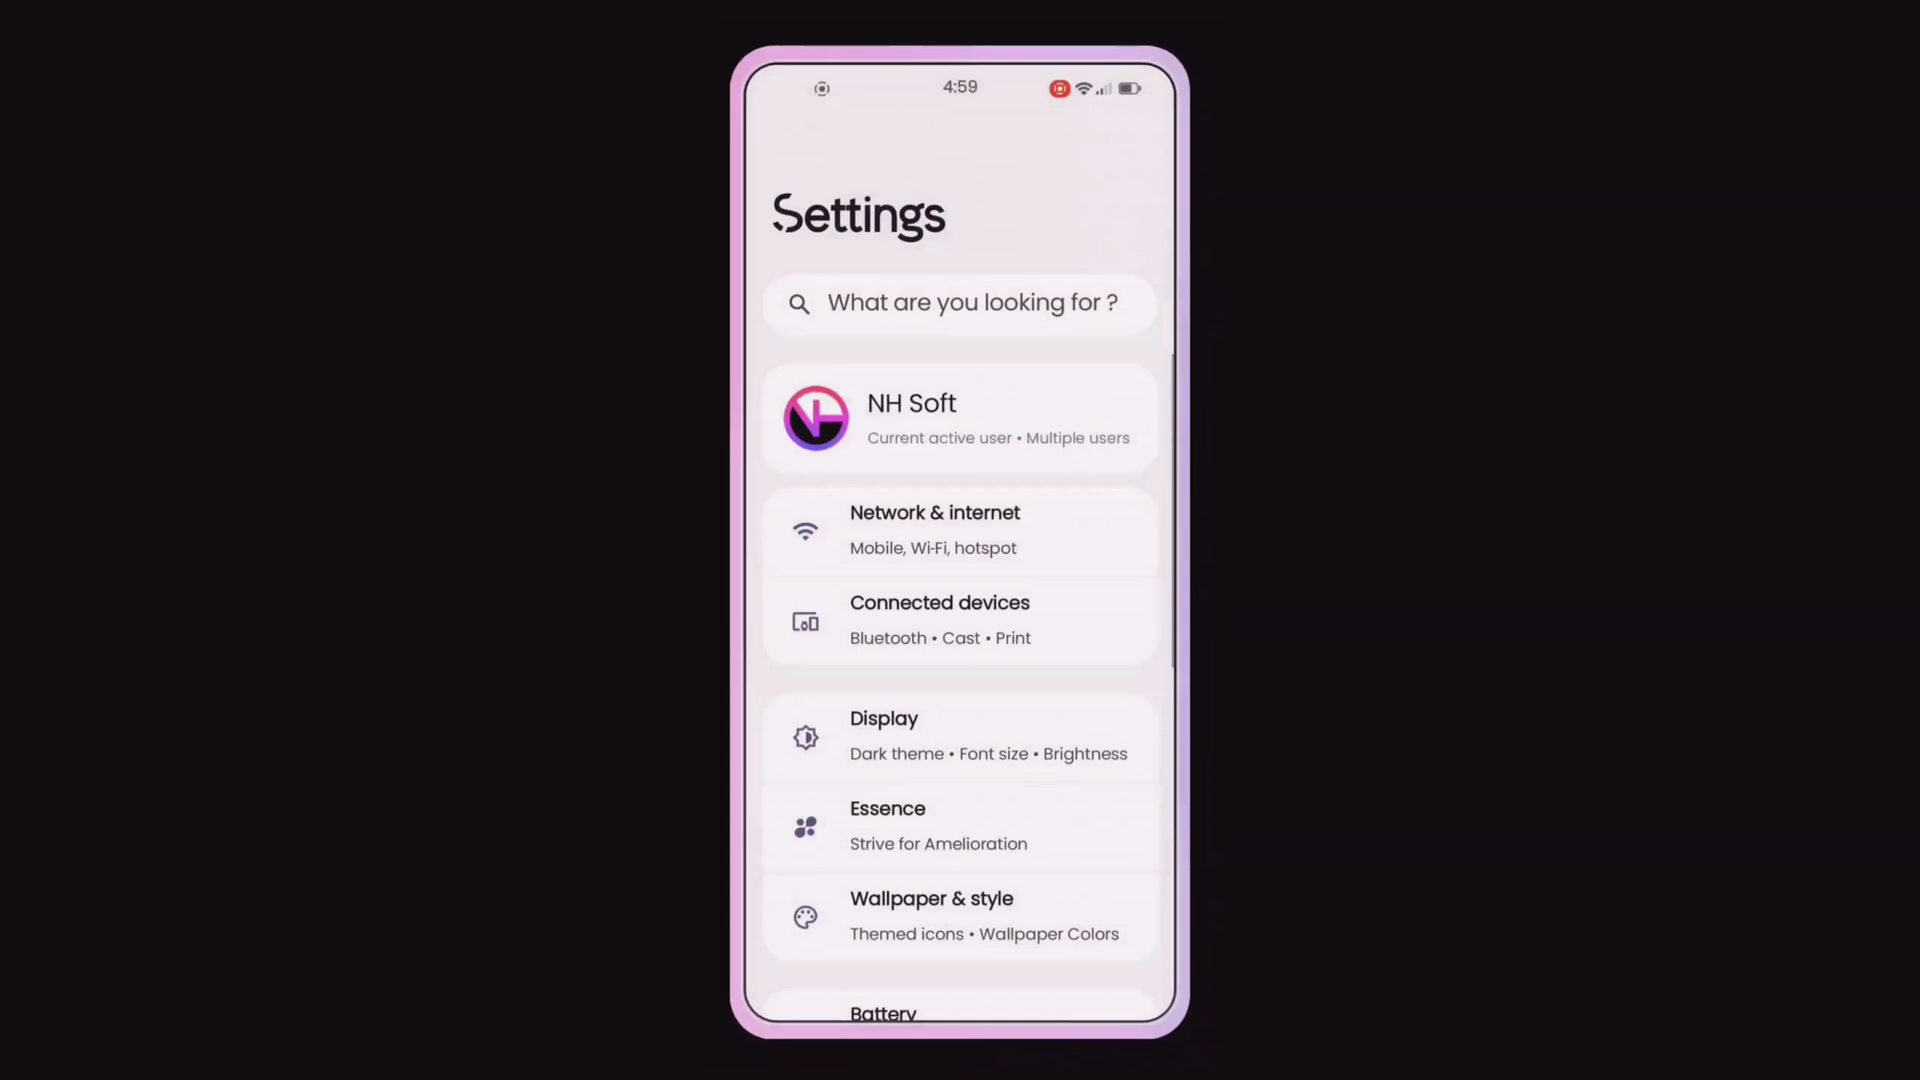 4:59
Settings
What are you looking for ?
NH Soft
Current active user • Multiple users
Network & internet
Mobile, Wi-Fi, hotspot
Connected devices
Bluetooth • Cast • Print
Display
Dark theme • Font size • Brightness
Essence
Strive for Amelioration
Wallpaper & style
Themed icons • Wallpaper Colors
Battery